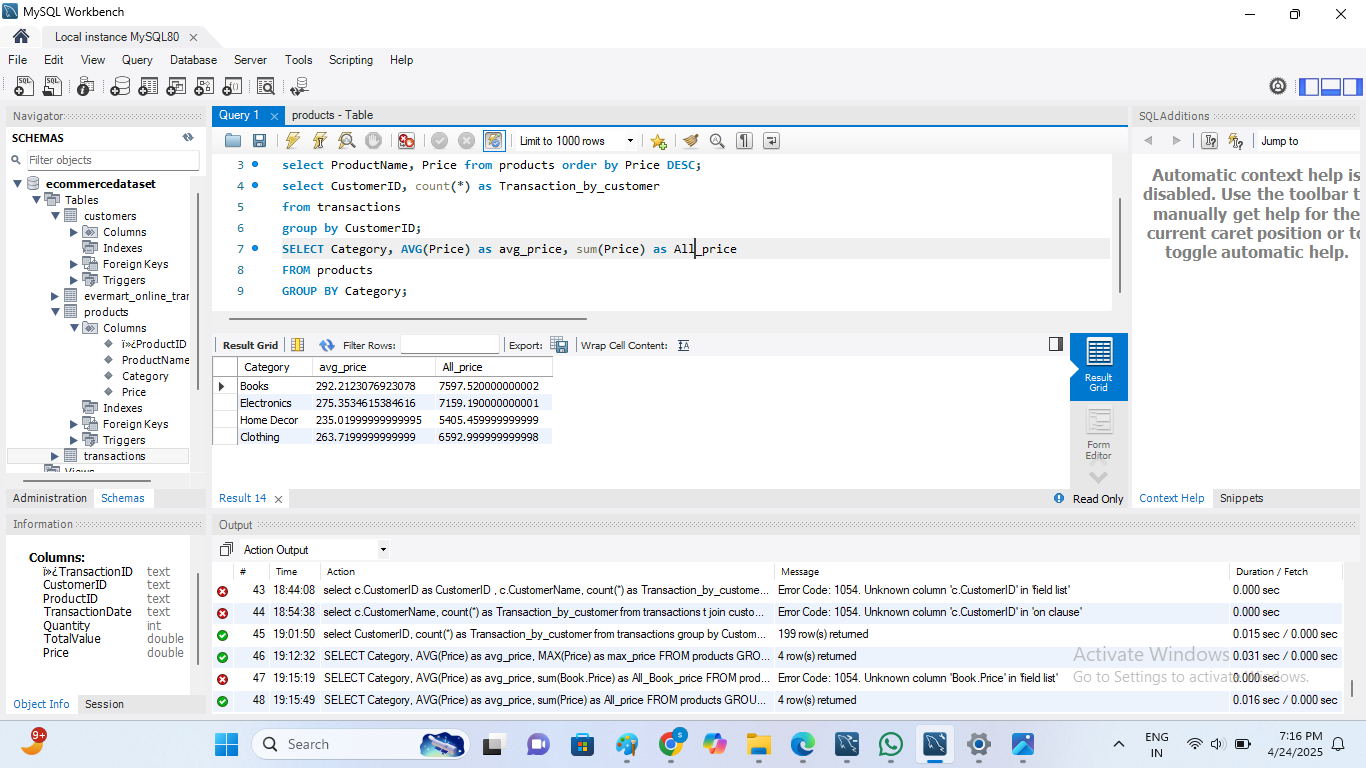 MySQL Workbench
Local instance MySQL80
File Edit View Query Database Server Tools Scripting Help
Navigator
SCHEMAS
Filter objects
ecommercedataset
Tables
customers
Columns
Indexes
Foreign Keys
Triggers
evermart_online_trar
products
Columns
ï»¿ProductID
ProductName
Category
Price
Indexes
Foreign Keys
Triggers
transactions
Views
Administration Schemas
Information
Columns:
ï»¿TransactionID text
CustomerID text
ProductID text
TransactionDate text
Quantity int
TotalValue double
Price double
Object Info Session
Query 1 products - Table
Limit to 1000 rows
3 select ProductName, Price from products order by Price DESC;
4 select CustomerID, count(*) as Transaction_by_customer
5 from transactions
6 group by CustomerID;
7 SELECT Category, AVG(Price) as avg_price, sum(Price) as All_price
8 FROM products
9 GROUP BY Category;
Result Grid Filter Rows: Export: Wrap Cell Content:
Category avg_price All_price
Books 292.2123076923078 7597.520000000002
Electronics 275.3534615384616 7159.190000000001
Home Decor 235.01999999999995 5405.459999999999
Clothing 263.7199999999999 6592.999999999998
Result Grid
Form Editor
Result 14
Read Only
SQLAdditions
Jump to
Automatic context help is
disabled. Use the toolbar t
manually get help for the
current caret position or to
toggle automatic help.
Context Help Snippets
Output
Action Output
# Time Action Message Duration / Fetch
43 18:44:08 select c.CustomerID as CustomerID , c.CustomerName, count(*) as Transaction_by_custome... Error Code: 1054. Unknown column 'c.CustomerID' in 'field list' 0.000 sec
44 18:54:38 select c.CustomerName, count(*) as Transaction_by_customer from transactions t join custo... Error Code: 1054. Unknown column 'c.CustomerID' in 'on clause' 0.000 sec
45 19:01:50 select CustomerID, count(*) as Transaction_by_customer from transactions group by Custom... 199 row(s) returned 0.015 sec / 0.000 sec
46 19:12:32 SELECT Category, AVG(Price) as avg_price, MAX(Price) as max_price FROM products GRO... 4 row(s) returned 0.031 sec / 0.000 sec
47 19:15:19 SELECT Category, AVG(Price) as avg_price, sum(Book.Price) as All_Book_price FROM prod... Error Code: 1054. Unknown column 'Book.Price' in 'field list' 0.000 sec
48 19:15:49 SELECT Category, AVG(Price) as avg_price, sum(Price) as All_price FROM products GROU... 4 row(s) returned 0.016 sec / 0.000 sec
Activate Windows
Go to Settings to activate Windows.
9+
Search
S
ENG
IN
7:16 PM
4/24/2025